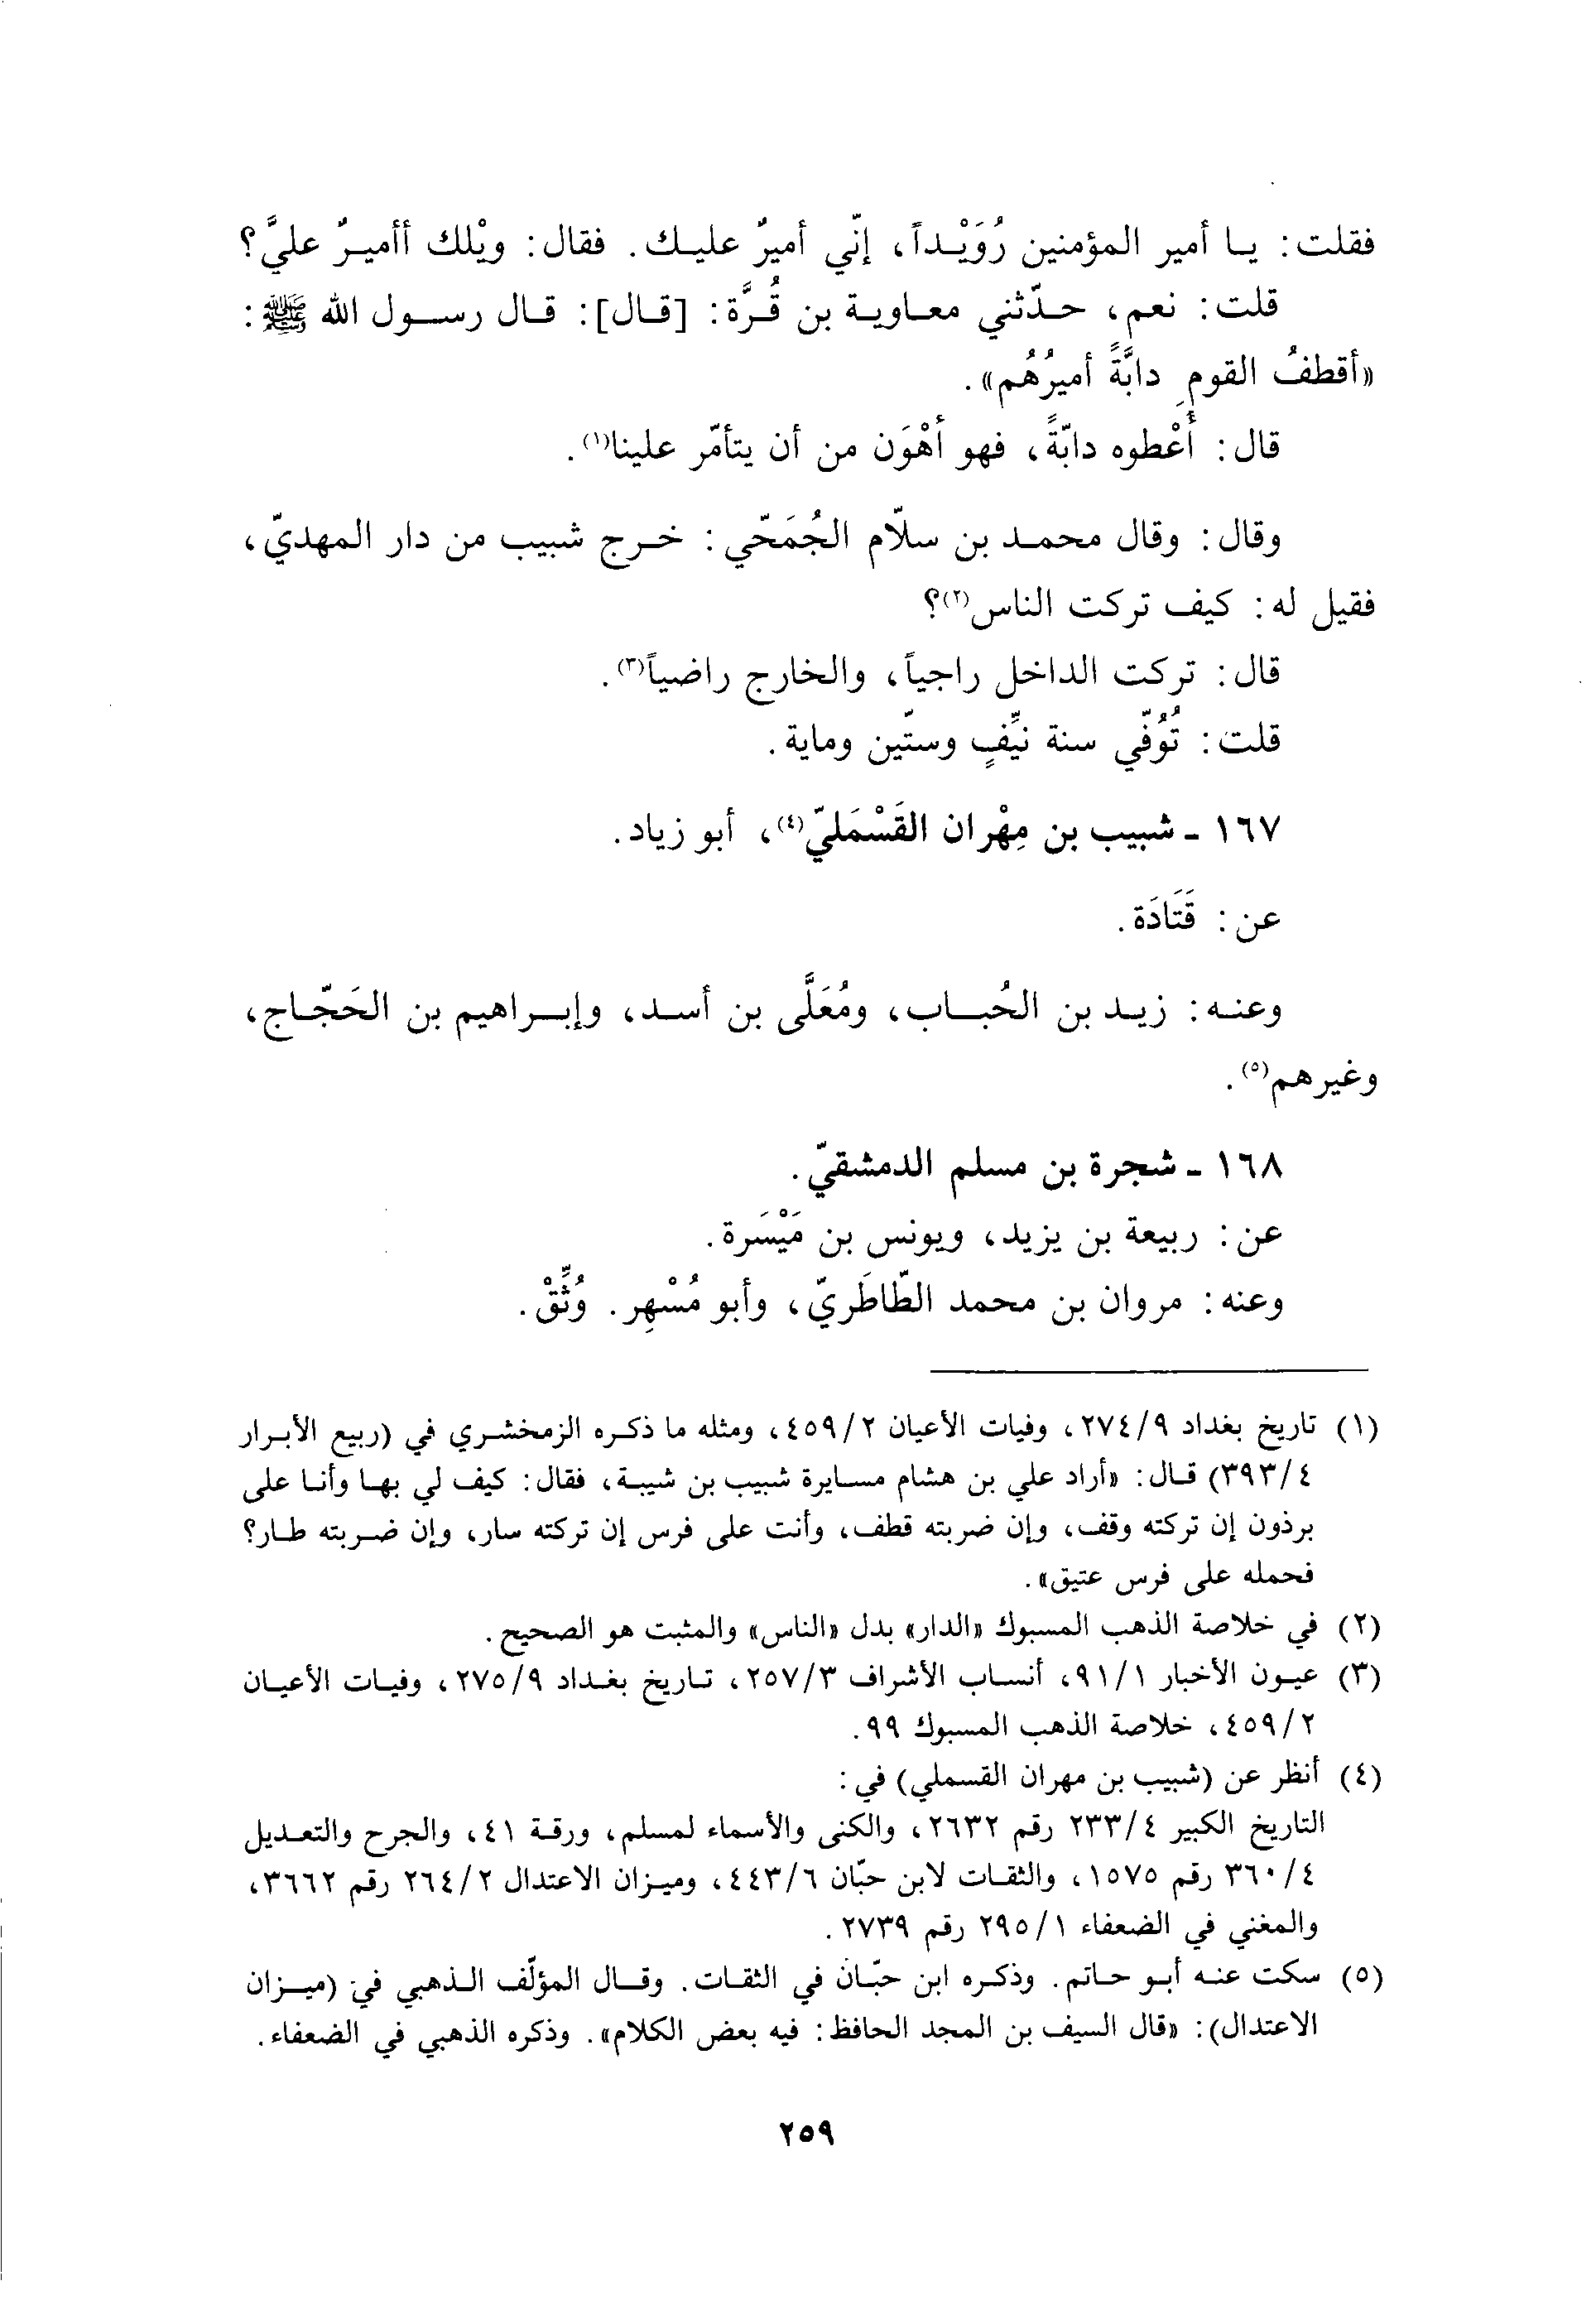 فقلت: يا أمير المؤمنين رُوَيْداً، إنّي أميرٌ عليك. فقال: ويْلك أأميرٌ عليَّ؟
قلت: نعم، حدّثني معاوية بن قُرَّة: [قال]: قال رسول الله ﷺ:
«أقطفُ القومِ دابَّةً أميرُهُم».
قال: أَعْطوه دابّةً، فهو أهْوَن من أن يتأمّر علينا(١).
وقال: وقال محمد بن سلاّم الجُمَحّي: خرج شبيب من دار المهديّ،
فقيل له: كيف تركت الناس(٢)؟
قال: تركت الداخل راجياً، والخارج راضياً(٣).
قلت: تُوُفّي سنة نيِّفٍ وستّين وماية.
١٦٧ - شبيب بن مِهْران القَسْمَليّ(٤)، أبو زياد.
عن: قَتَادَة.
وعنه: زيد بن الحُباب، ومُعَلَّى بن أسد، وإبراهيم بن الحَجّاج،
وغيرهم(٥).
١٦٨ - شجرة بن مسلم الدمشقيّ.
عن: ربيعة بن يزيد، ويونس بن مَيْسَرة.
وعنه: مروان بن محمد الطّاطَريّ، وأبو مُسْهِر. وُثِّقْ.
(١) تاريخ بغداد ٢٧٤/٩، وفيات الأعيان ٤٥٩/٢، ومثله ما ذكره الزمخشري في (ربيع الأبرار
٣٩٣/٤) قال: «أراد علي بن هشام مسايرة شبيب بن شيبة، فقال: كيف لي بها وأنا على
برذون إن تركته وقف، وإن ضربته قطف، وأنت على فرس إن تركته سار، وإن ضربته طار؟
فحمله على فرس عتيق».
(٢) في خلاصة الذهب المسبوك «الدار» بدل «الناس» والمثبت هو الصحيح.
(٣) عيون الأخبار ٩١/١، أنساب الأشراف ٢٥٧/٣، تاريخ بغداد ٢٧٥/٩، وفيات الأعيان
٤٥٩/٢، خلاصة الذهب المسبوك ٩٩.
(٤) أنظر عن (شبيب بن مهران القسملي) في:
التاريخ الكبير ٢٣٣/٤ رقم ٢٦٣٢، والكنى والأسماء لمسلم، ورقة ٤١، والجرح والتعديل
٣٦٠/٤ رقم ١٥٧٥، والثقات لابن حبّان ٤٤٣/٦، وميزان الاعتدال ٢٦٤/٢ رقم ٣٦٦٢،
والمغني في الضعفاء ٢٩٥/١ رقم ٢٧٣٩.
(٥) سكت عنه أبو حاتم. وذكره ابن حبّان في الثقات. وقال المؤلّف الذهبي في (ميزان
الاعتدال): «قال السيف بن المجد الحافظ: فيه بعض الكلام». وذكره الذهبي في الضعفاء.
٢٥٩